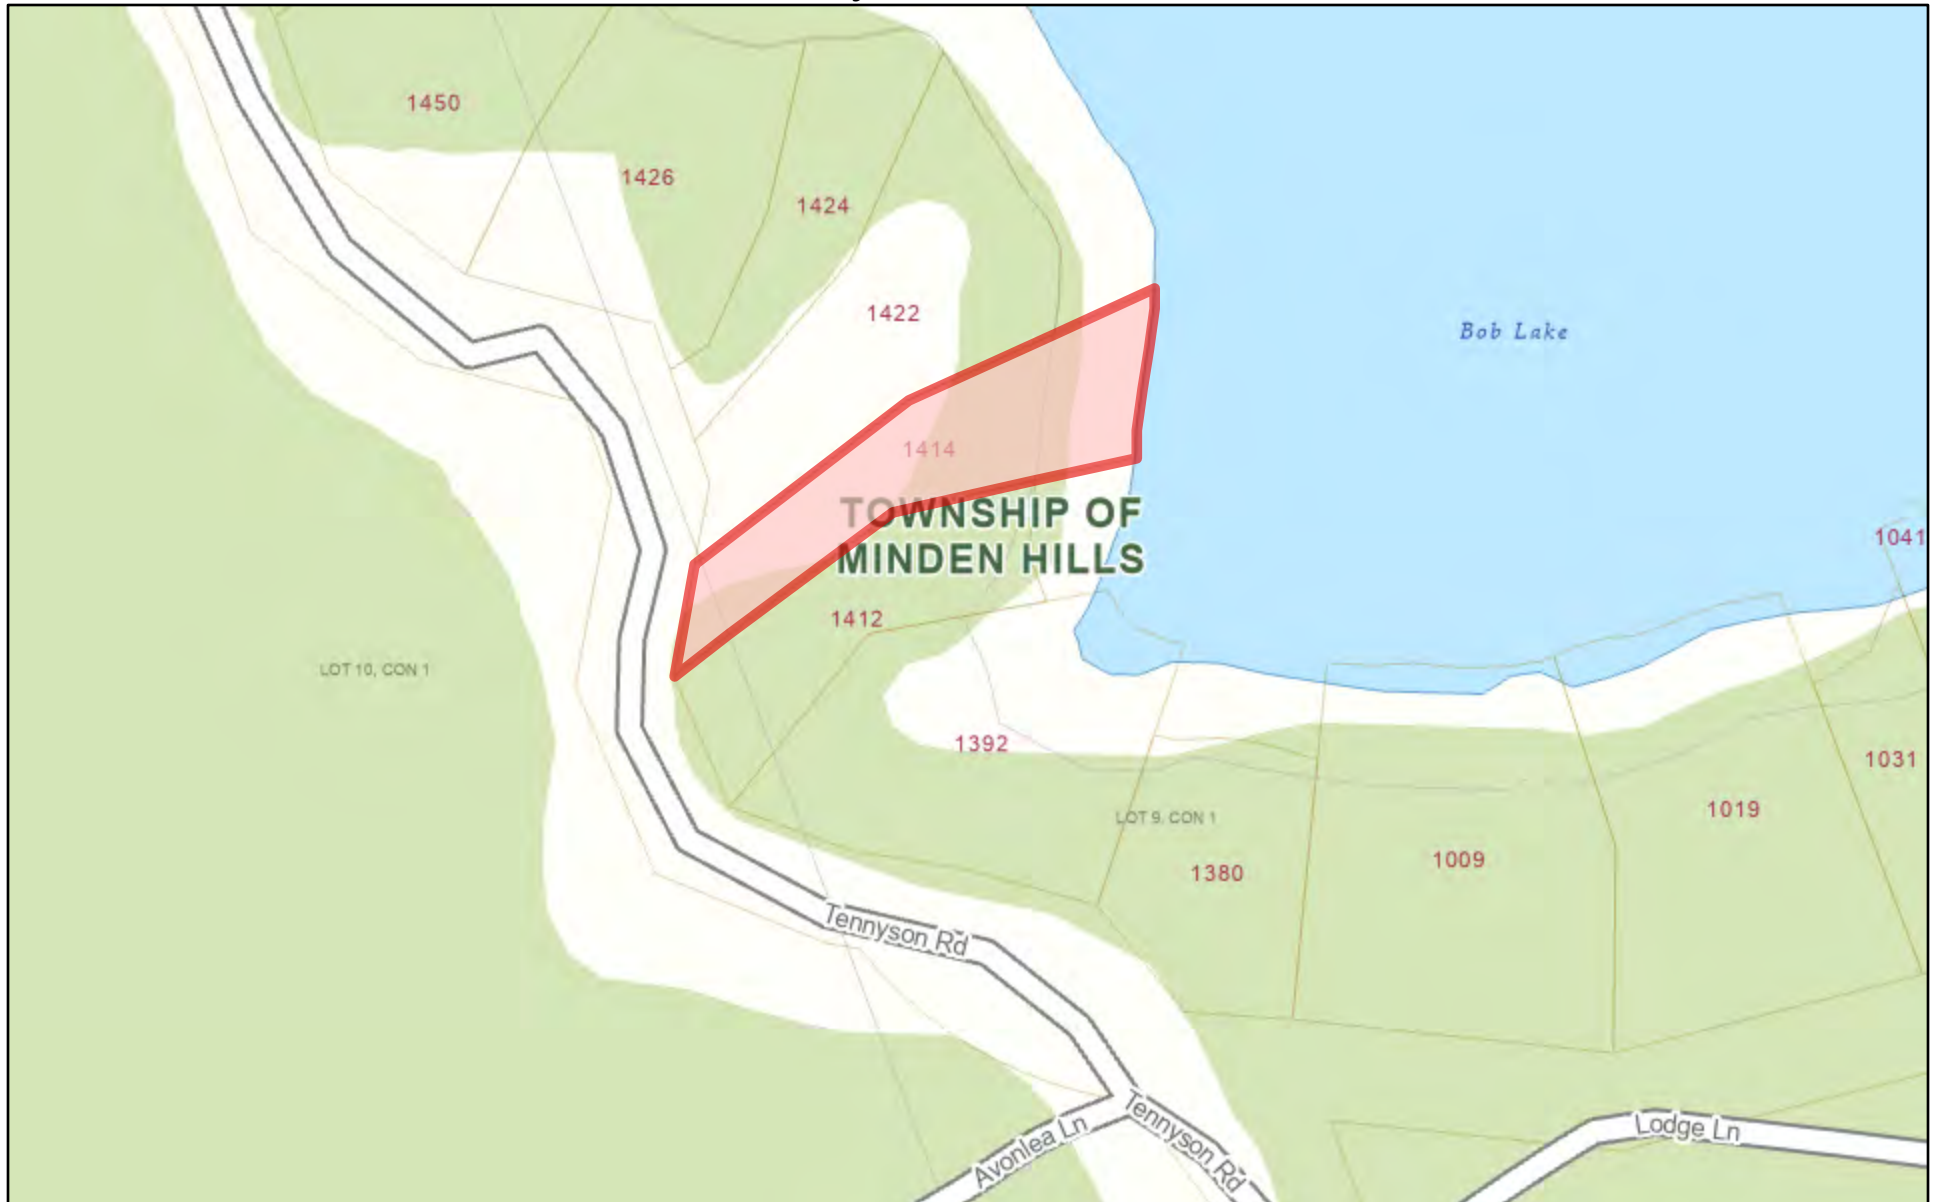 1450
1426
1424
1422
Bob Lake
1414
TOWNSHIP OF
MINDEN HILLS
1041
1412
LOT 10, CON 1
1392
1031
1019
LOT 9, CON 1
1009
1380
Tennyson Rd
Avonlea Ln
Tennyson Rd
Lodge Ln